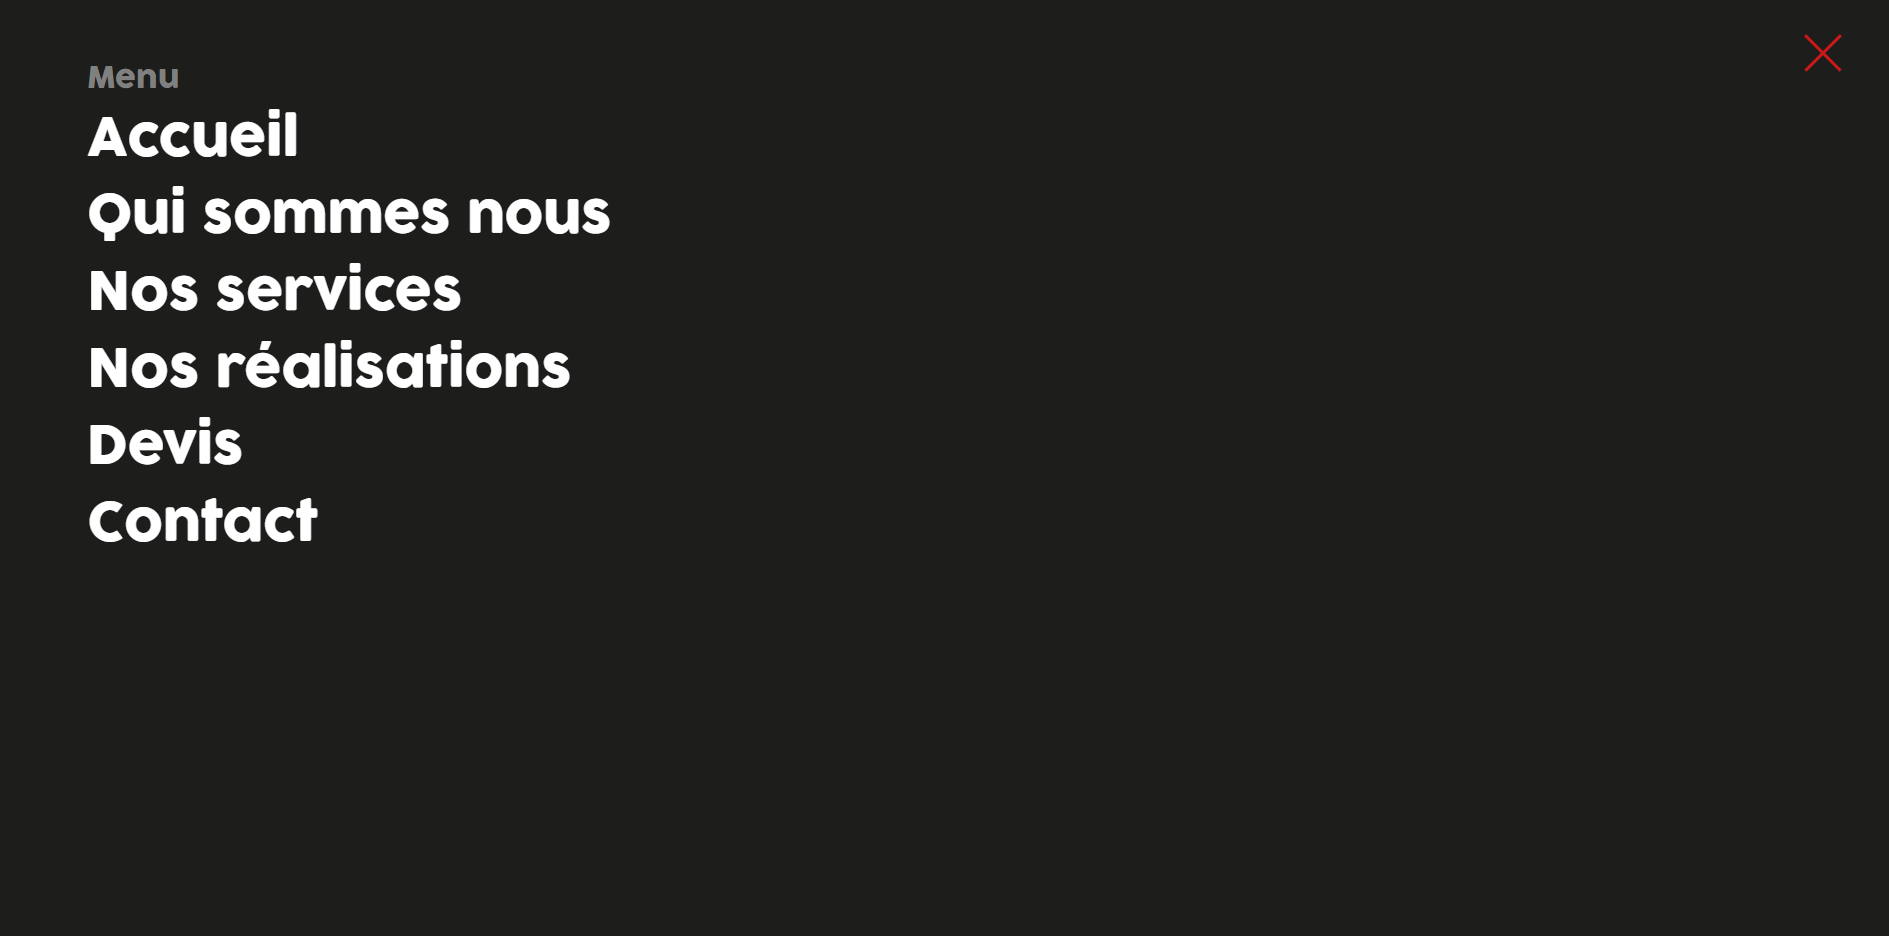 Menu
Accueil
Qui sommes nous
Nos services
Nos réalisations
Devis
Contact